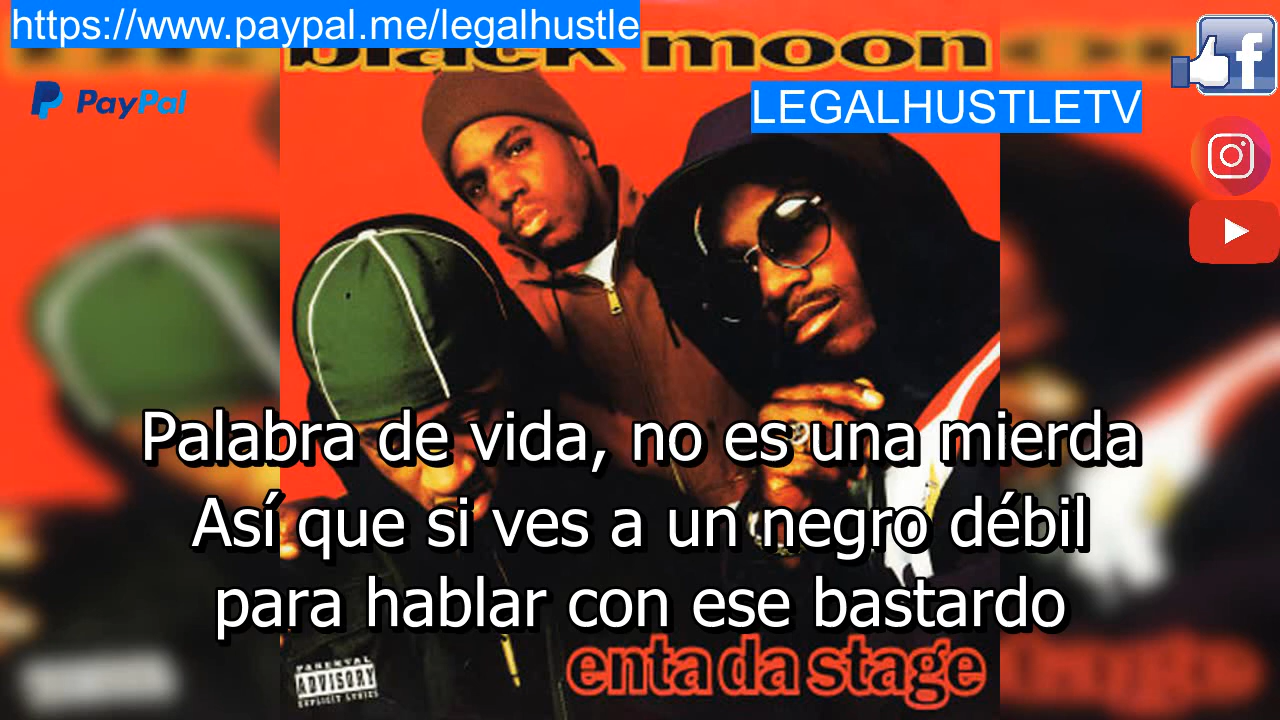 https://www.paypal.me/legalhustle
black moon
PayPal
LEGALHUSTLETV
Palabra de vida, no es una mierda
Así que si ves a un negro débil
para hablar con ese bastardo
enta da stage
PARENTAL
ADVISORY
EXPLICIT LYRICS